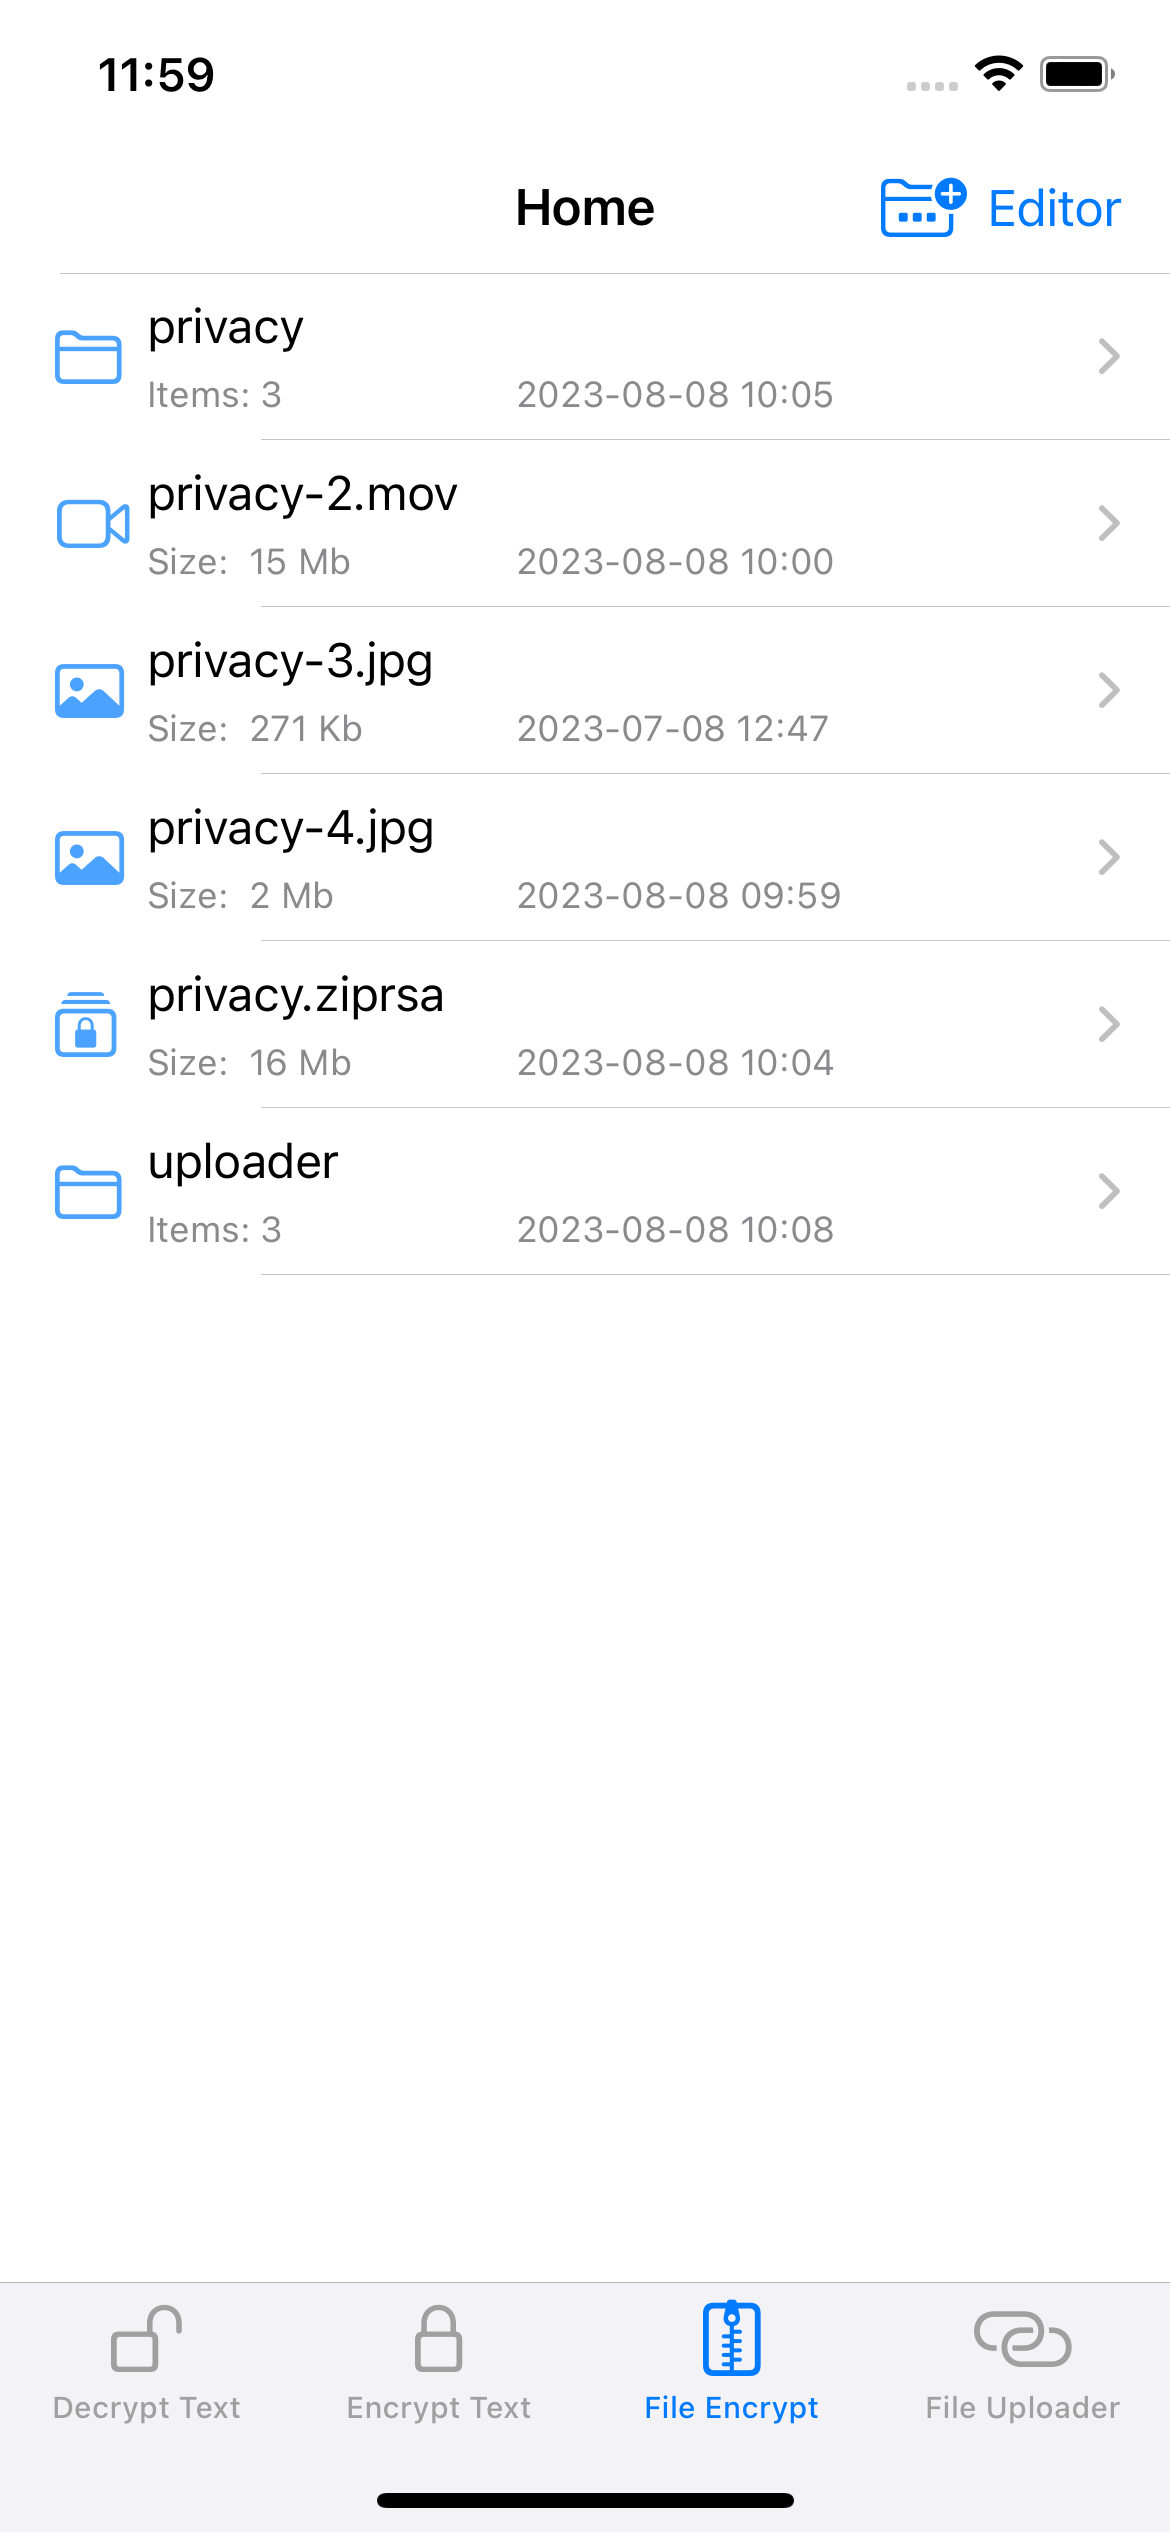 11:59
Home
Editor
privacy
Items: 3 2023-08-08 10:05
privacy-2.mov
Size: 15 Mb 2023-08-08 10:00
privacy-3.jpg
Size: 271 Kb 2023-07-08 12:47
privacy-4.jpg
Size: 2 Mb 2023-08-08 09:59
privacy.ziprsa
Size: 16 Mb 2023-08-08 10:04
uploader
Items: 3 2023-08-08 10:08
Decrypt Text
Encrypt Text
File Encrypt
File Uploader